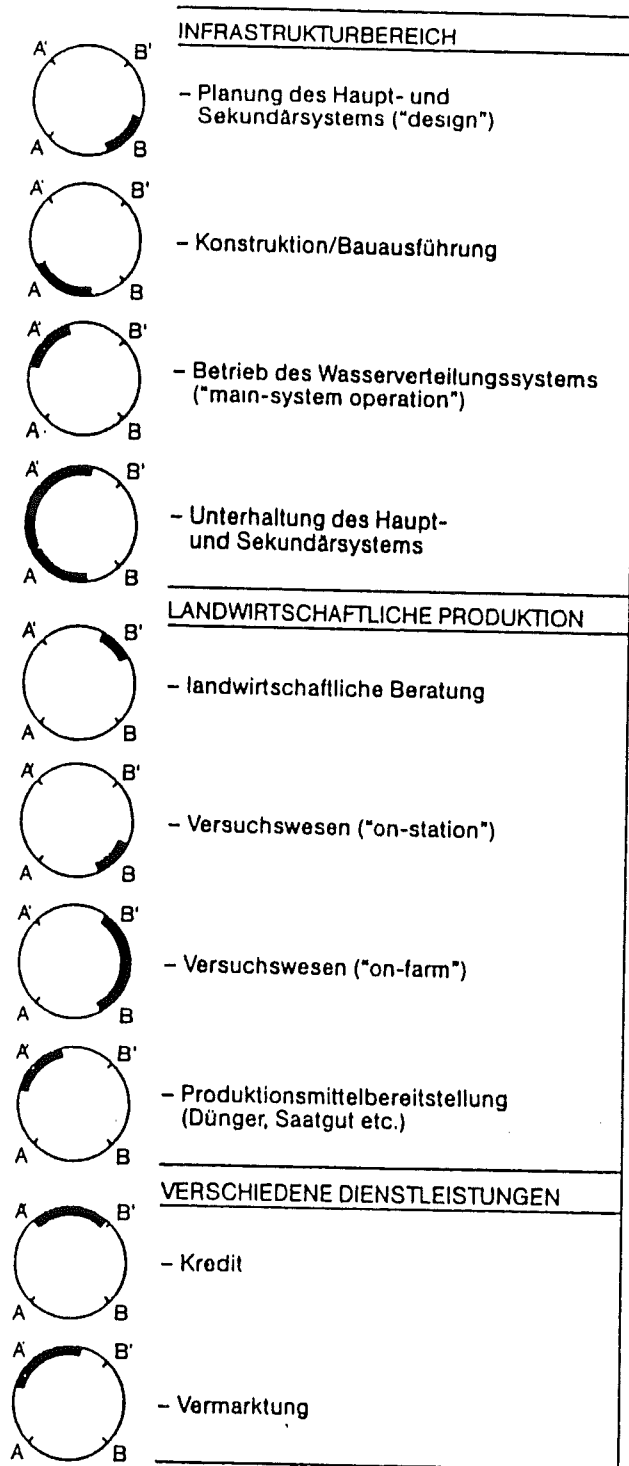 INFRASTRUKTURBEREICH
A' B'
– Planung des Haupt- und
Sekundärsystems ("design")
A B
A' B'
– Konstruktion/Bauausführung
A B
A' B'
– Betrieb des Wasserverteilungssystems
("main-system operation")
A B
A' B'
– Unterhaltung des Haupt-
und Sekundärsystems
A B
LANDWIRTSCHAFTLICHE PRODUKTION
A' B'
– landwirtschaftliche Beratung
A B
A' B'
– Versuchswesen ("on-station")
A B
A' B'
– Versuchswesen ("on-farm")
A B
A' B'
– Produktionsmittelbereitstellung
(Dünger, Saatgut etc.)
A B
VERSCHIEDENE DIENSTLEISTUNGEN
A' B'
– Kredit
A B
A' B'
– Vermarktung
A B